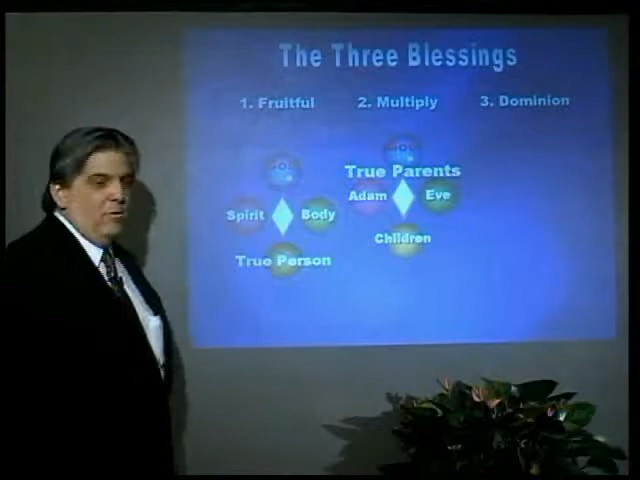 The Three Blessings
1. Fruitful 2. Multiply 3. Dominion
True Parents
Adam Eve
Spirit Body
Children
True Person